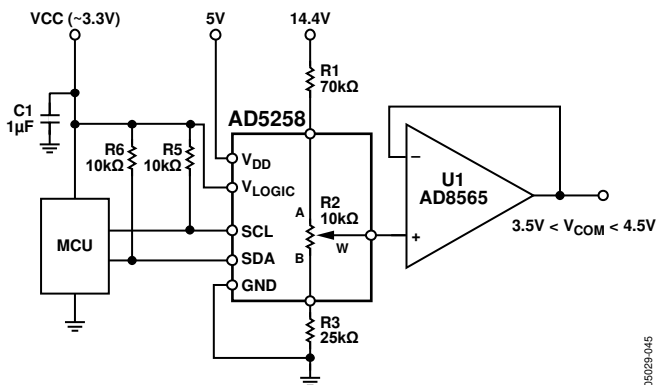 VCC (~3.3V)
5V
14.4V
C1
1µF
R6
10kΩ
R5
10kΩ
R1
70kΩ
AD5258
VDD
VLOGIC
SCL
SDA
GND
MCU
A
R2
10kΩ
W
B
R3
25kΩ
–
U1
AD8565
+
3.5V < VCOM < 4.5V
05029-045